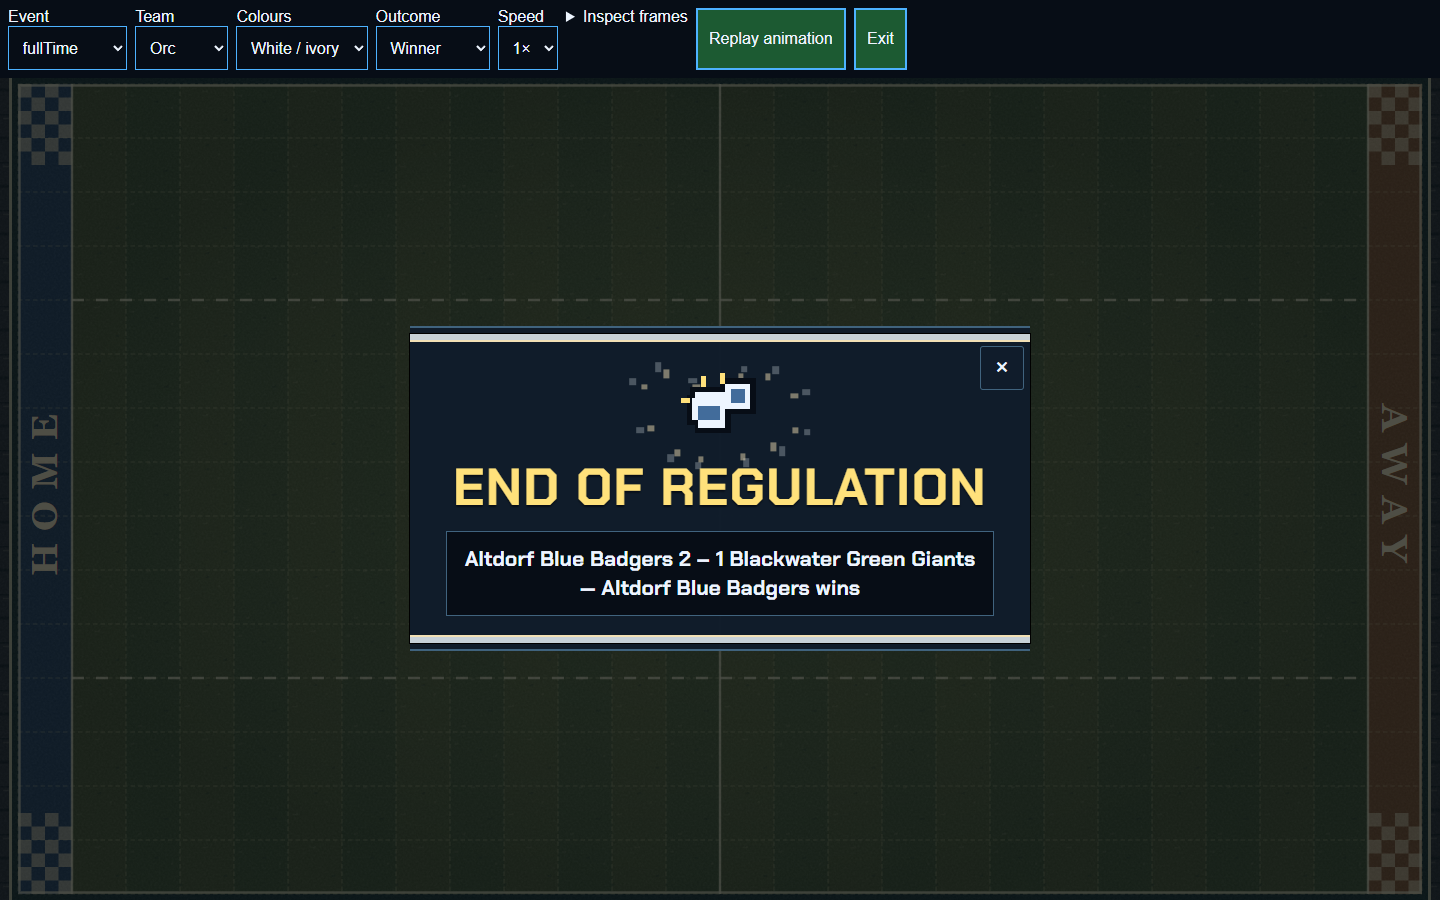 Event Team Colours Outcome Speed ▶ Inspect frames Replay animation Exit
fullTime Orc White / ivory Winner 1×
×
HOME
AWAY
END OF REGULATION
Altdorf Blue Badgers 2 – 1 Blackwater Green Giants
– Altdorf Blue Badgers wins